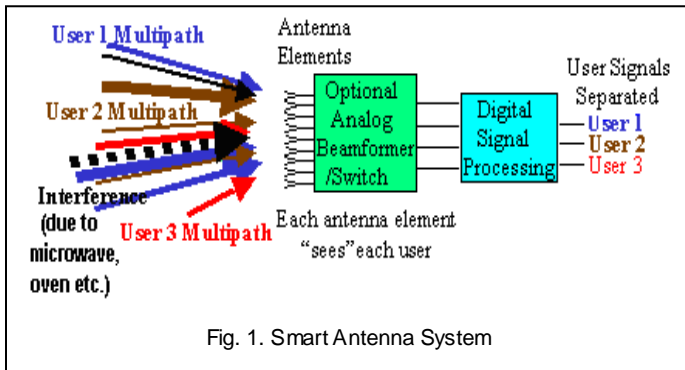 User 1 Multipath
User 2 Multipath
Interference
(due to
microwave,
oven etc.)
User 3 Multipath
Antenna
Elements
Optional
Analog
Beamformer
/Switch
Each antenna element
“sees” each user
Digital
Signal
Processing
User Signals
Separated
User 1
User 2
User 3
Fig. 1. Smart Antenna System